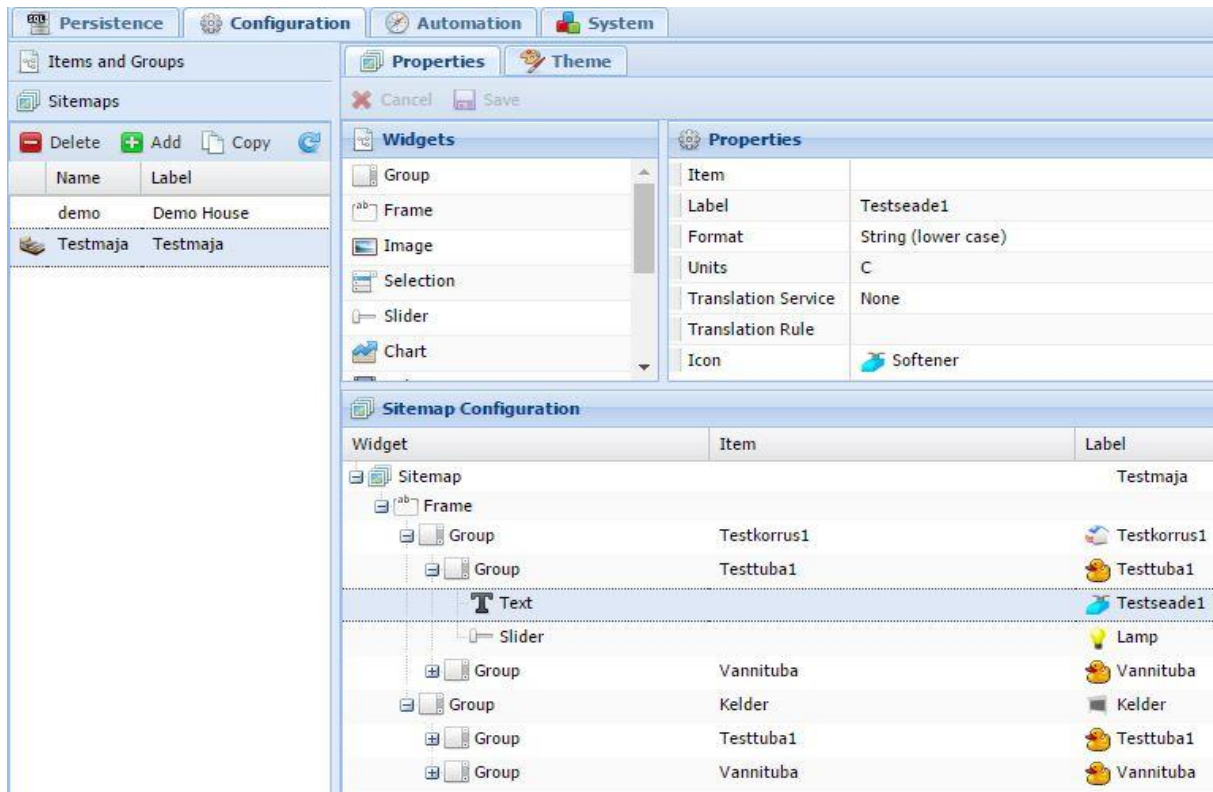 Persistence Configuration Automation System
Items and Groups
Sitemaps
Delete Add Copy
Name Label
demo Demo House
Testmaja Testmaja
Properties Theme
Cancel Save
Widgets
Group
Frame
Image
Selection
Slider
Chart
Properties
Item
Label Testseade1
Format String (lower case)
Units C
Translation Service None
Translation Rule
Icon Softener
Sitemap Configuration
Widget Item Label
Sitemap Testmaja
Frame
Group Testkorrus1 Testkorrus1
Group Testtuba1 Testtuba1
Text Testseade1
Slider Lamp
Group Vannituba Vannituba
Group Kelder Kelder
Group Testtuba1 Testtuba1
Group Vannituba Vannituba